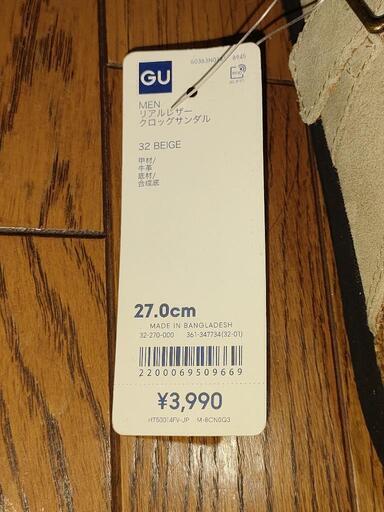 GU
MEN
リアルレザー
クロッグサンダル
32 BEIGE
甲材/
牛革
底材/
合成底
27.0cm
MADE IN BANGLADESH
32-270-000 361-347734(32-01)
2200069509669
¥3,990